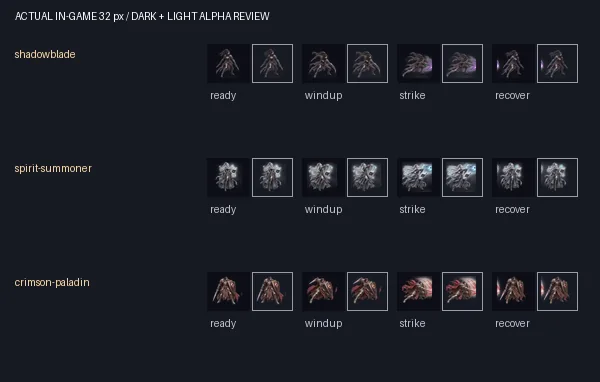 ACTUAL IN-GAME 32 px / DARK + LIGHT ALPHA REVIEW
shadowblade
ready windup strike recover
spirit-summoner
ready windup strike recover
crimson-paladin
ready windup strike recover